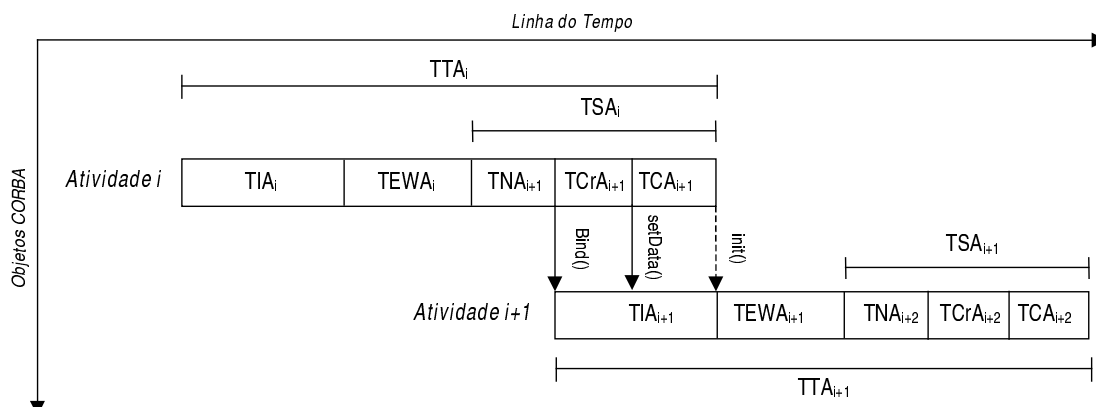 Linha do Tempo
TTAi
TSAi
Atividade i
TIAi
TEWAi
TNAi+1
TCrAi+1
TCAi+1
Objetos CORBA
Bind()
setData()
init()
TSAi+1
Atividade i+1
TIAi+1
TEWAi+1
TNAi+2
TCrAi+2
TCAi+2
TTAi+1